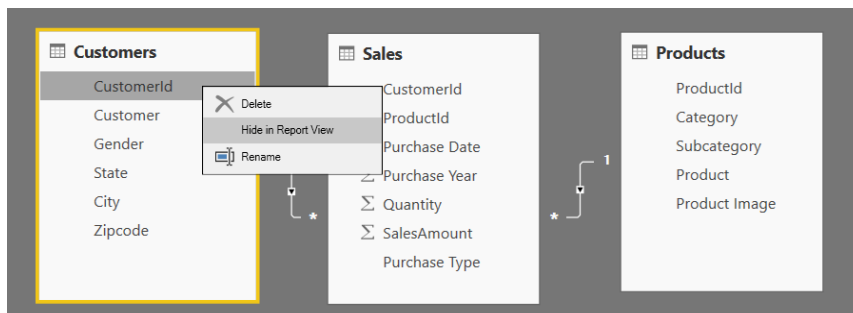 Customers
CustomerId
Customer
Gender
State
City
Zipcode
Delete
Hide in Report View
Rename
*
Sales
CustomerId
ProductId
Purchase Date
Σ Purchase Year
Σ Quantity
Σ SalesAmount
Purchase Type
*
1
Products
ProductId
Category
Subcategory
Product
Product Image